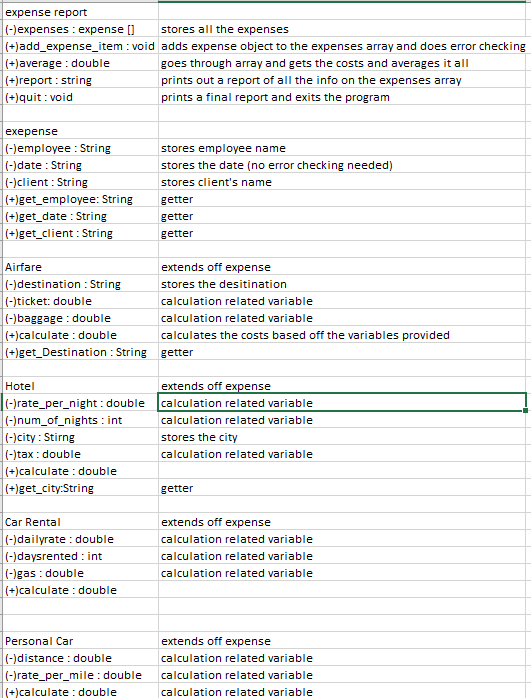 expense report
(-)expenses : expense [] stores all the expenses
(+)add_expense_item : void adds expense object to the expenses array and does error checking
(+)average : double goes through array and gets the costs and averages it all
(+)report : string prints out a report of all the info on the expenses array
(+)quit : void prints a final report and exits the program
exepense
(-)employee : String stores employee name
(-)date : String stores the date (no error checking needed)
(-)client : String stores client's name
(+)get_employee: String getter
(+)get_date : String getter
(+)get_client : String getter
Airfare extends off expense
(-)destination : String stores the desitination
(-)ticket: double calculation related variable
(-)baggage : double calculation related variable
(+)calculate : double calculates the costs based off the variables provided
(+)get_Destination : String getter
Hotel extends off expense
(-)rate_per_night : double calculation related variable
(-)num_of_nights : int calculation related variable
(-)city : Stirng stores the city
(-)tax : double calculation related variable
(+)calculate : double
(+)get_city:String getter
Car Rental extends off expense
(-)dailyrate : double calculation related variable
(-)daysrented : int calculation related variable
(-)gas : double calculation related variable
(+)calculate : double
Personal Car extends off expense
(-)distance : double calculation related variable
(-)rate_per_mile : double calculation related variable
(+)calculate : double calculation related variable